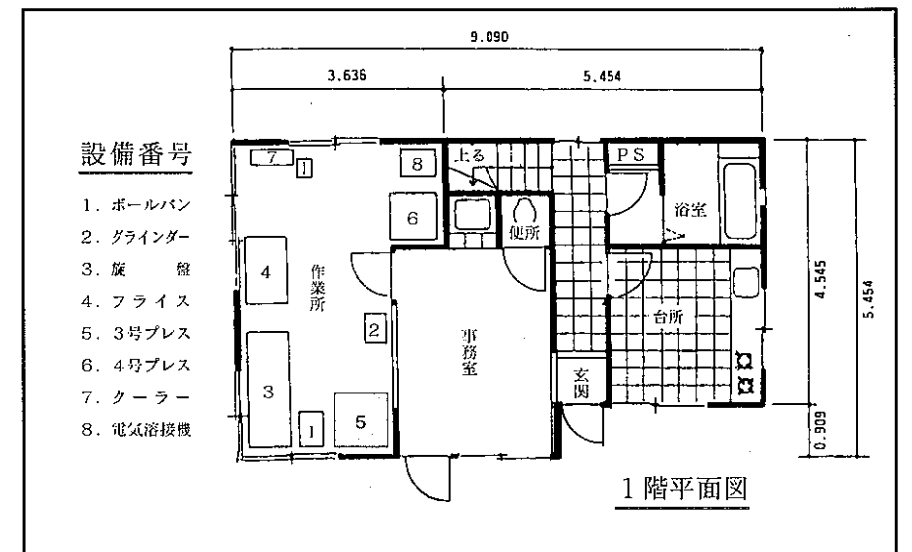 9.090
3.636
5.454
設備番号
1. ボールバン
2. グラインダー
3. 旋 盤
4. フライス
5. 3号プレス
6. 4号プレス
7. クーラー
8. 電気溶接機
7
1
8
6
4
作業所
2
3
1
5
上る
便所
PS
浴室
事務室
台所
玄関
4.545
5.454
0.909
1階平面図